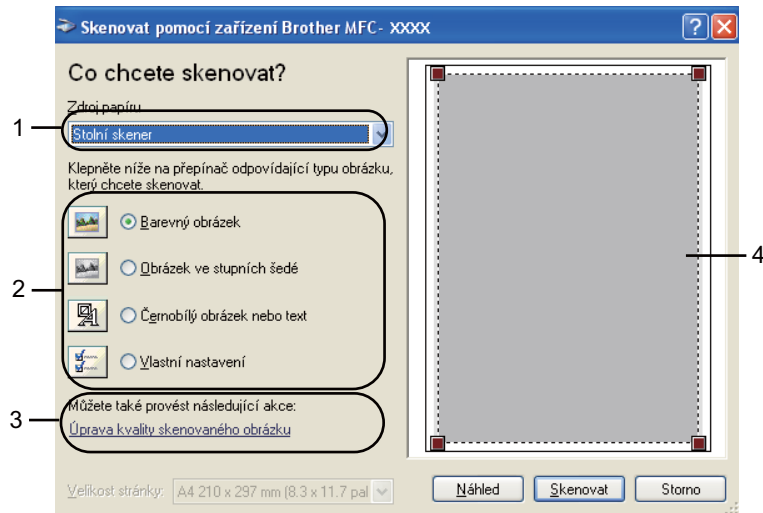 Skenovat pomocí zařízení Brother MFC- XXXX
Co chcete skenovat?
Zdroj papíru
1
Stolní skener
Klepněte níže na přepínač odpovídající typu obrázku,
který chcete skenovat.
Barevný obrázek
4
Obrázek ve stupních šedé
2
Černobílý obrázek nebo text
Vlastní nastavení
Můžete také provést následující akce:
3
Úprava kvality skenovaného obrázku
Velikost stránky: A4 210 x 297 mm (8.3 x 11.7 pal
Náhled Skenovat Storno